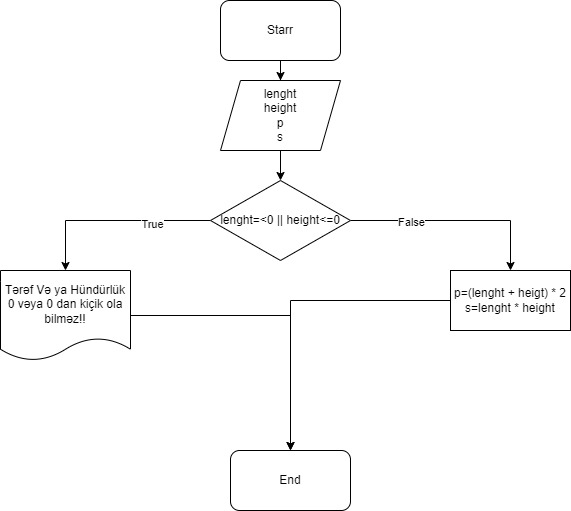 Starr
lenght
height
p
s
lenght=<0 || height<=0
True
False
Tərəf Və ya Hündürlük
0 vəya 0 dan kiçik ola
bilməz!!
p=(lenght + heigt) * 2
s=lenght * height
End